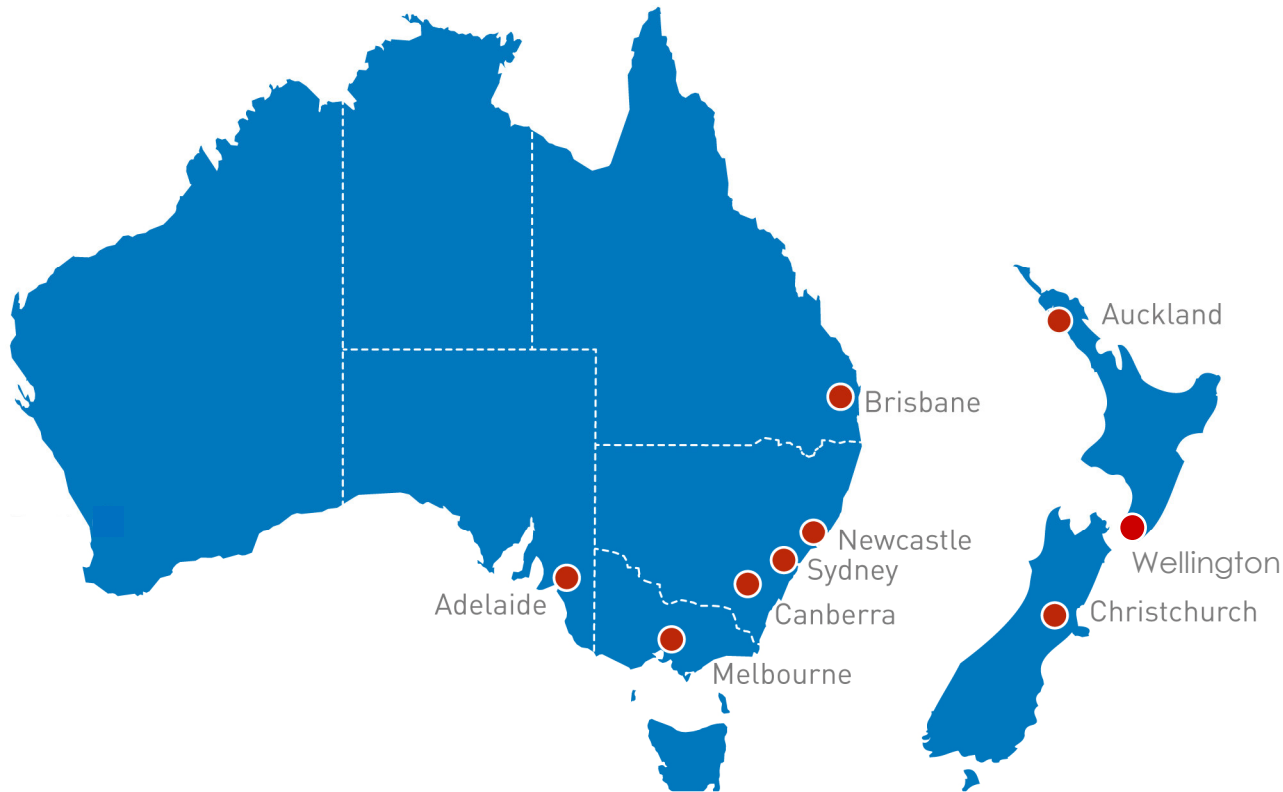 Auckland
Brisbane
Newcastle
Wellington
Sydney
Adelaide
Canberra
Christchurch
Melbourne